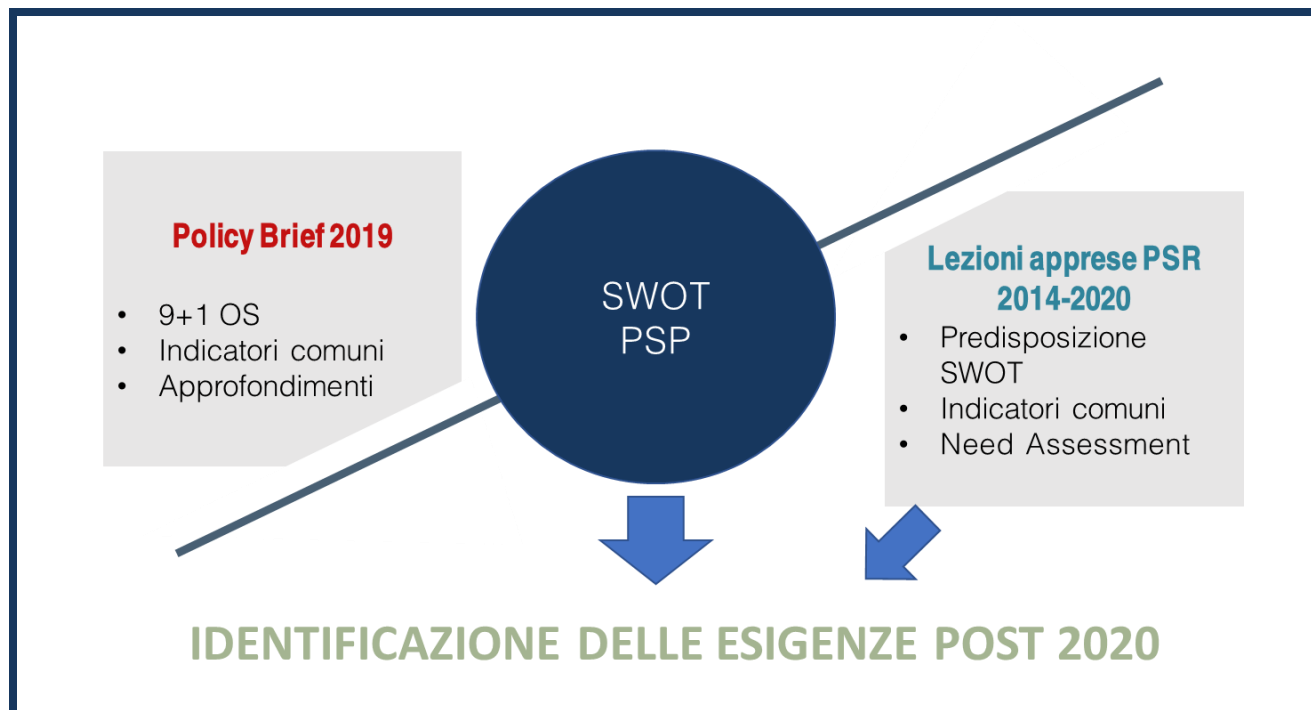 Policy Brief 2019
• 9+1 OS
• Indicatori comuni
• Approfondimenti
SWOT
PSP
Lezioni apprese PSR
2014-2020
• Predisposizione
SWOT
• Indicatori comuni
• Need Assessment
IDENTIFICAZIONE DELLE ESIGENZE POST 2020